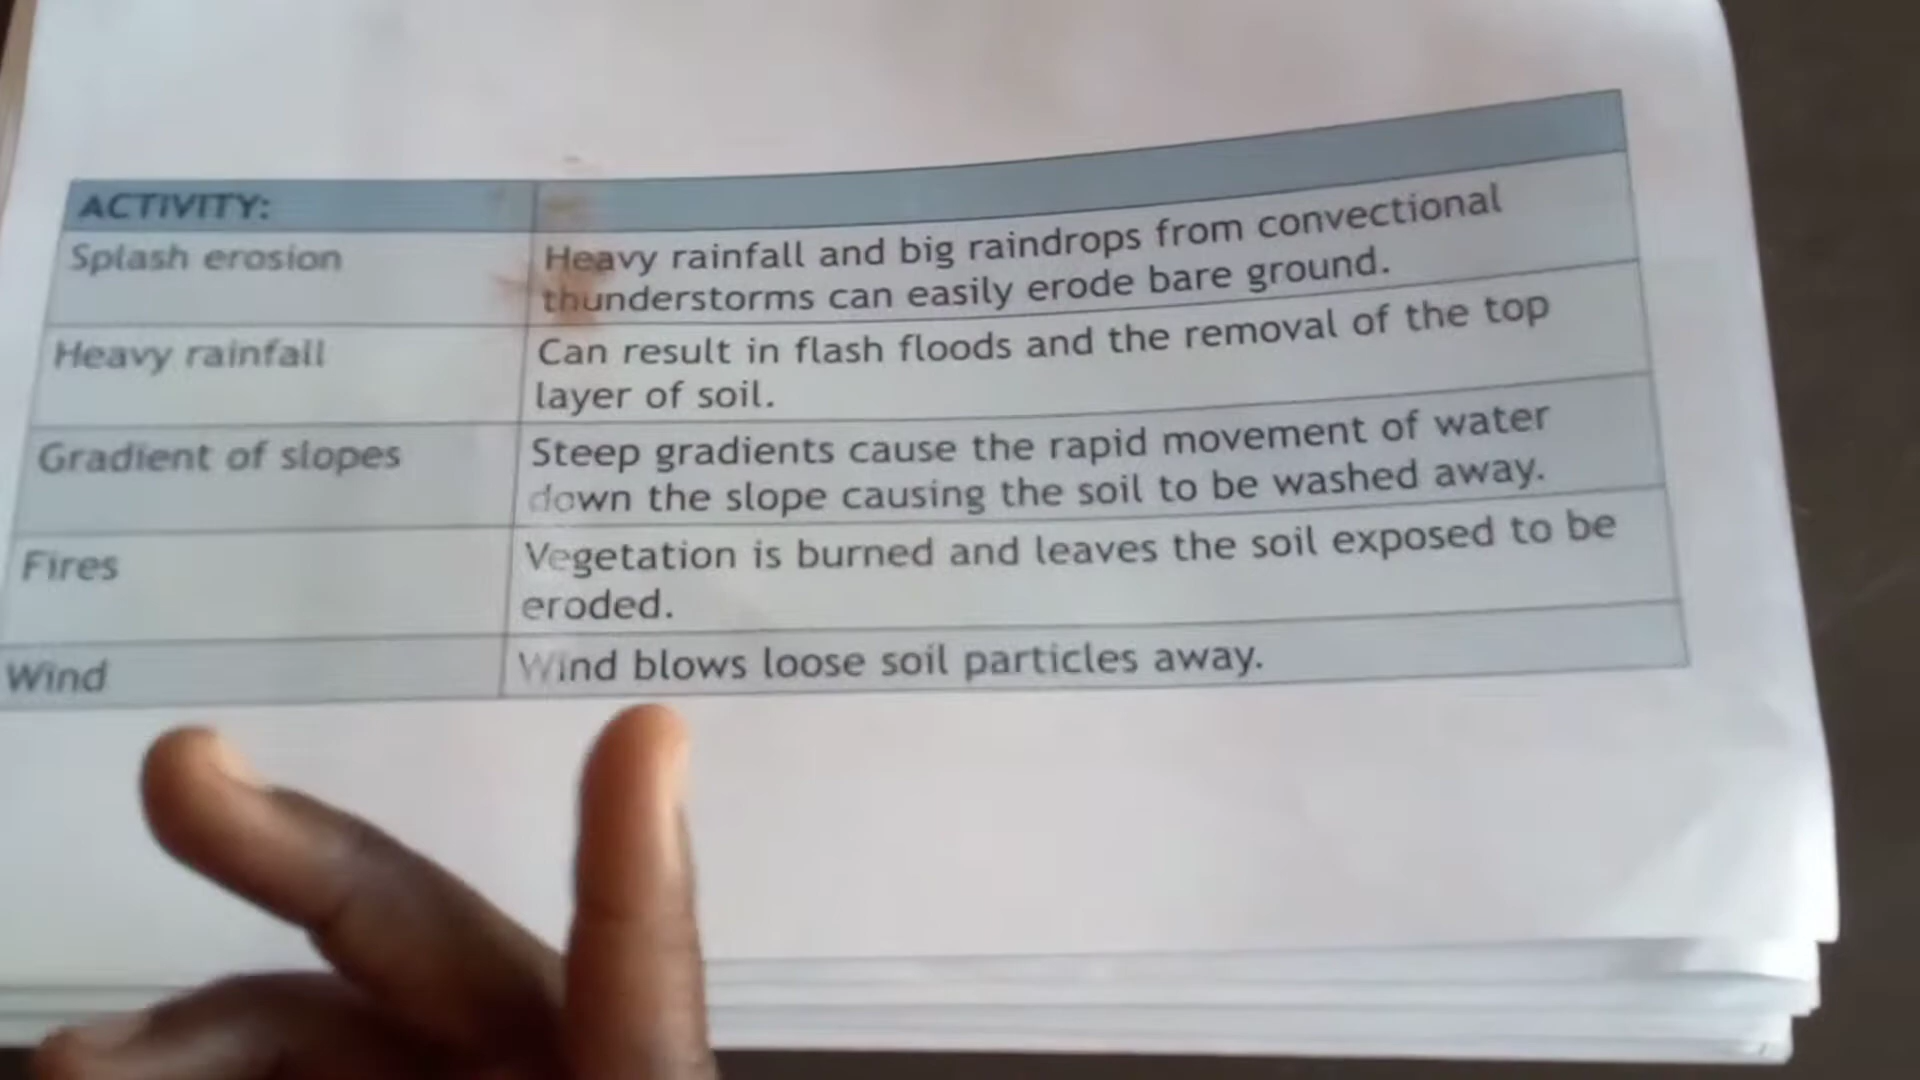 ACTIVITY:
Splash erosion
Heavy rainfall and big raindrops from convectional
thunderstorms can easily erode bare ground.
Heavy rainfall
Can result in flash floods and the removal of the top
layer of soil.
Gradient of slopes
Steep gradients cause the rapid movement of water
down the slope causing the soil to be washed away.
Fires
Vegetation is burned and leaves the soil exposed to be
eroded.
Wind
Wind blows loose soil particles away.